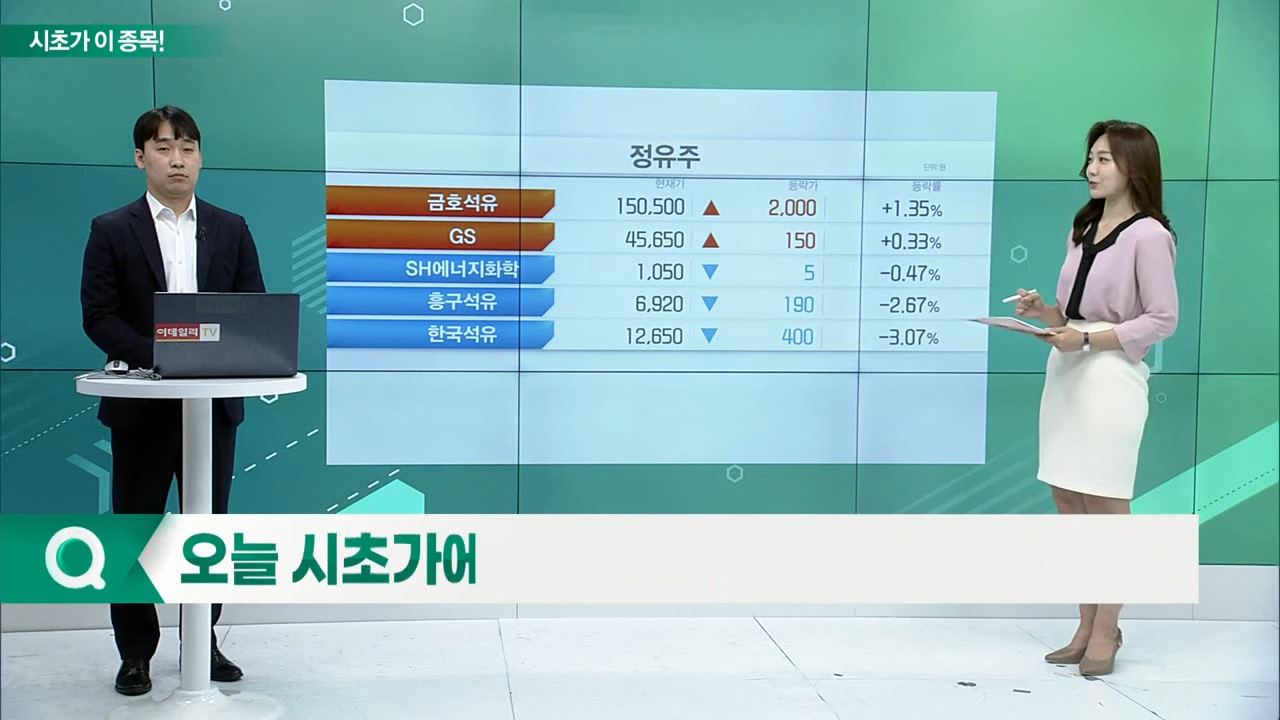 시초가 이 종목!
정유주
단위:원
현재가 등락가 등락률
금호석유 150,500 ▲ 2,000 +1.35%
GS 45,650 ▲ 150 +0.33%
SH에너지화학 1,050 ▼ 5 -0.47%
흥구석유 6,920 ▼ 190 -2.67%
한국석유 12,650 ▼ 400 -3.07%
이데일리TV
오늘 시초가어